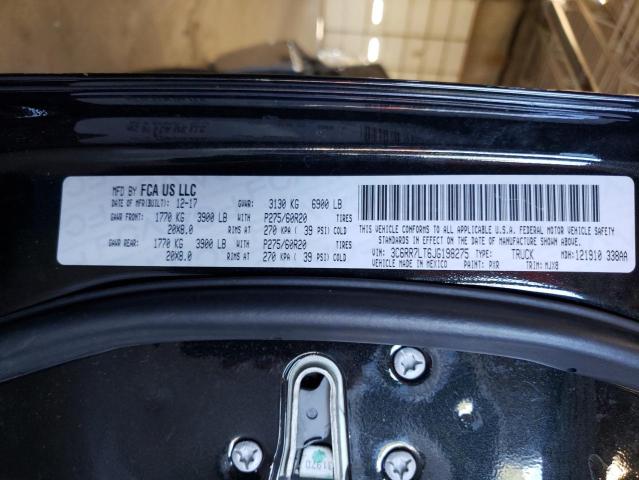 MFD BY FCA US LLC
DATE OF MFR(BUILT): 12-17 GVWR: 3130 KG 6900 LB
GAWR FRONT: 1770 KG 3900 LB WITH P275/60R20 TIRES
20X8.0 RIMS AT 270 KPA ( 39 PSI) COLD
GAWR REAR: 1770 KG 3900 LB WITH P275/60R20 TIRES
20X8.0 RIMS AT 270 KPA ( 39 PSI) COLD
THIS VEHICLE CONFORMS TO ALL APPLICABLE U.S.A. FEDERAL MOTOR
VEHICLE SAFETY STANDARDS IN EFFECT ON THE
DATE OF MANUFACTURE SHOWN ABOVE.
VIN: 3C6RR7LT6JG198275 TYPE: TRUCK MDH:121910 338AA
VEHICLE MADE IN MEXICO PAINT: PXR TRIM: MJX8
31970